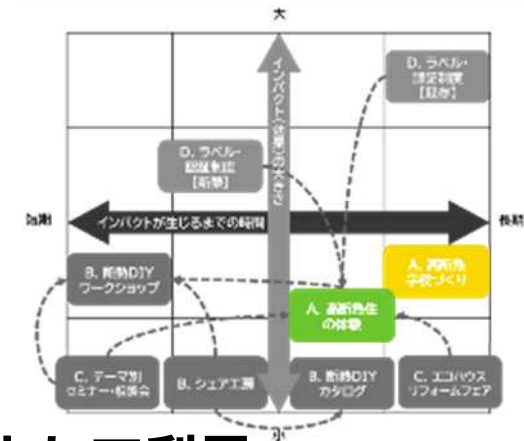 大
D. ラベル・
認証制度
【既存】
D. ラベル・
認証制度
【新築】
インパクト(効果)の大きさ
短期
インパクトが生じるまでの時間
長期
B. 断熱DIY
ワークショップ
A. 高断熱
学校づくり
A. 高断熱住宅
の体験
C. テーマ別
セミナー・相談会
B. シェア工房
B. 断熱DIY
カタログ
C. エコハウス
リフォームフェア
小